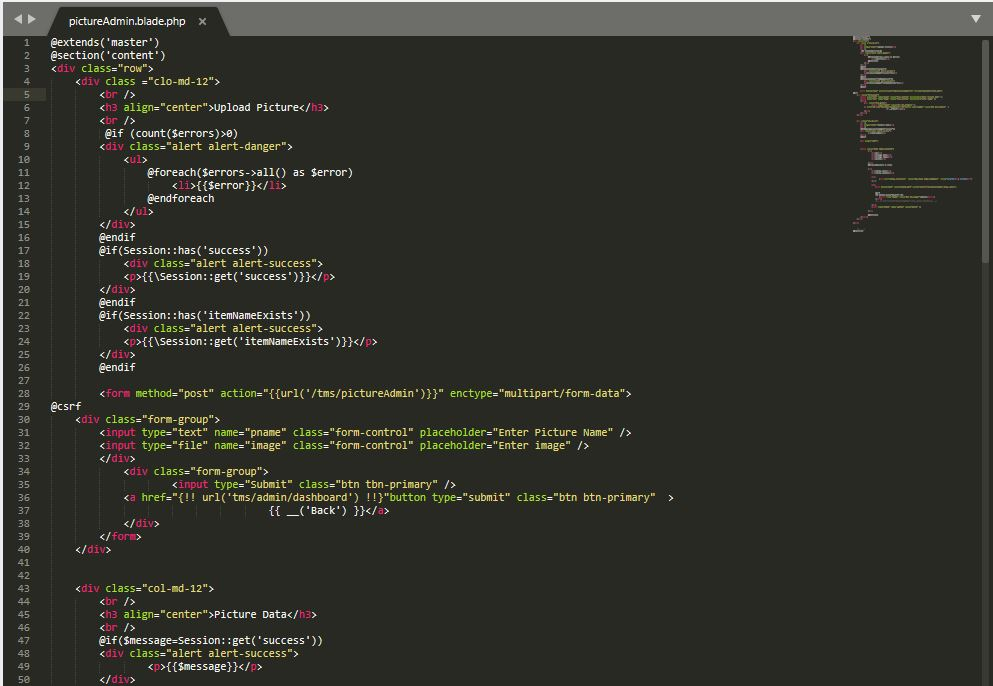 pictureAdmin.blade.php ×
1 @extends('master')
2 @section('content')
3 <div class="row">
4 <div class ="clo-md-12">
5 <br />
6 <h3 align="center">Upload Picture</h3>
7 <br />
8 @if (count($errors)>0)
9 <div class="alert alert-danger">
10 <ul>
11 @foreach($errors->all() as $error)
12 <li>{{$error}}</li>
13 @endforeach
14 </ul>
15 </div>
16 @endif
17 @if(Session::has('success'))
18 <div class="alert alert-success">
19 <p>{{\Session::get('success')}}</p>
20 </div>
21 @endif
22 @if(Session::has('itemNameExists'))
23 <div class="alert alert-success">
24 <p>{{\Session::get('itemNameExists')}}</p>
25 </div>
26 @endif
27
28 <form method="post" action="{{url('/tms/pictureAdmin')}}" enctype="multipart/form-data">
29 @csrf
30 <div class="form-group">
31 <input type="text" name="pname" class="form-control" placeholder="Enter Picture Name" />
32 <input type="file" name="image" class="form-control" placeholder="Enter image" />
33 </div>
34 <div class="form-group">
35 <input type="Submit" class="btn tbn-primary" />
36 <a href="{!! url('tms/admin/dashboard') !!}"button type="submit" class="btn btn-primary" >
37 {{ __('Back') }}</a>
38 </div>
39 </form>
40 </div>
41
42
43 <div class="col-md-12">
44 <br />
45 <h3 align="center">Picture Data</h3>
46 <br />
47 @if($message=Session::get('success'))
48 <div class="alert alert-success">
49 <p>{{$message}}</p>
50 </div>